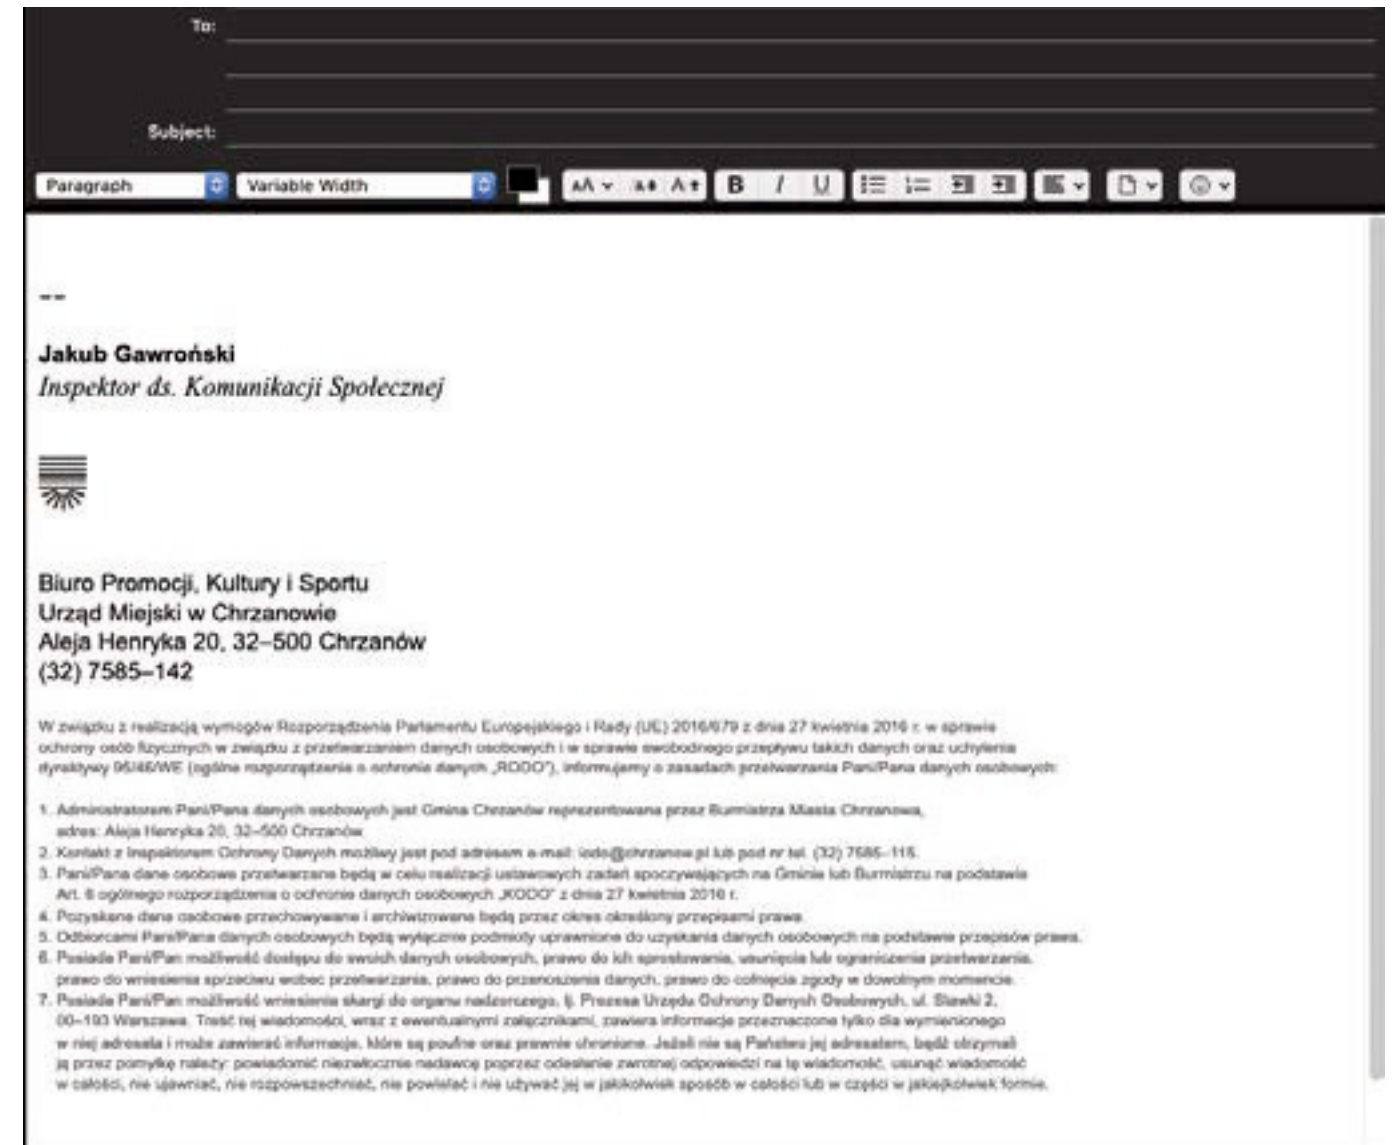 To:
Subject:
Paragraph
Variable Width
B I U
--
Jakub Gawroński
Inspektor ds. Komunikacji Społecznej
Biuro Promocji, Kultury i Sportu
Urząd Miejski w Chrzanowie
Aleja Henryka 20, 32–500 Chrzanów
(32) 7585–142
W związku z realizacją wymogów Rozporządzenia Parlamentu Europejskiego i Rady (UE) 2016/679 z dnia 27 kwietnia 2016 r. w sprawie
ochrony osób fizycznych w związku z przetwarzaniem danych osobowych i w sprawie swobodnego przepływu takich danych oraz uchylenia
dyrektywy 95/46/WE (ogólne rozporządzenie o ochronie danych „RODO"), informujemy o zasadach przetwarzania Pani/Pana danych osobowych:
1. Administratorem Pani/Pana danych osobowych jest Gmina Chrzanów reprezentowana przez Burmistrza Miasta Chrzanowa,
adres: Aleja Henryka 20, 32–500 Chrzanów
2. Kontakt z Inspektorem Ochrony Danych możliwy jest pod adresem e-mail: iodo@chrzanow.pl lub pod nr tel. (32) 7585–115.
3. Pani/Pana dane osobowe przetwarzane będą w celu realizacji ustawowych zadań spoczywających na Gminie lub Burmistrzu na podstawie
Art. 6 ogólnego rozporządzenia o ochronie danych osobowych „RODO" z dnia 27 kwietnia 2016 r.
4. Pozyskane dane osobowe przechowywane i archiwizowane będą przez okres określony przepisami prawa.
5. Odbiorcami Pani/Pana danych osobowych będą wyłącznie podmioty uprawnione do uzyskania danych osobowych na podstawie przepisów prawa.
6. Posiada Pani/Pan możliwość dostępu do swoich danych osobowych, prawo do ich sprostowania, usunięcia lub ograniczenia przetwarzania,
prawo do wniesienia sprzeciwu wobec przetwarzania, prawo do przenoszenia danych, prawo do cofnięcia zgody w dowolnym momencie.
7. Posiada Pani/Pan możliwość wniesienia skargi do organu nadzorczego, tj. Prezesa Urzędu Ochrony Danych Osobowych, ul. Stawki 2,
00–193 Warszawa. Treść tej wiadomości, wraz z ewentualnymi załącznikami, zawiera informacje przeznaczone tylko dla wymienionego
w niej adresata i może zawierać informacje, które są poufne oraz prawnie chronione. Jeżeli nie są Państwo jej adresatem, bądź otrzymali
ją przez pomyłkę należy: powiadomić niezwłocznie nadawcę poprzez odesłanie zwrotnej odpowiedzi na tę wiadomość, usunąć wiadomość
w całości, nie ujawniać, nie rozpowszechniać, nie powielać i nie używać jej w jakikolwiek sposób w całości lub w części w jakiejkolwiek formie.